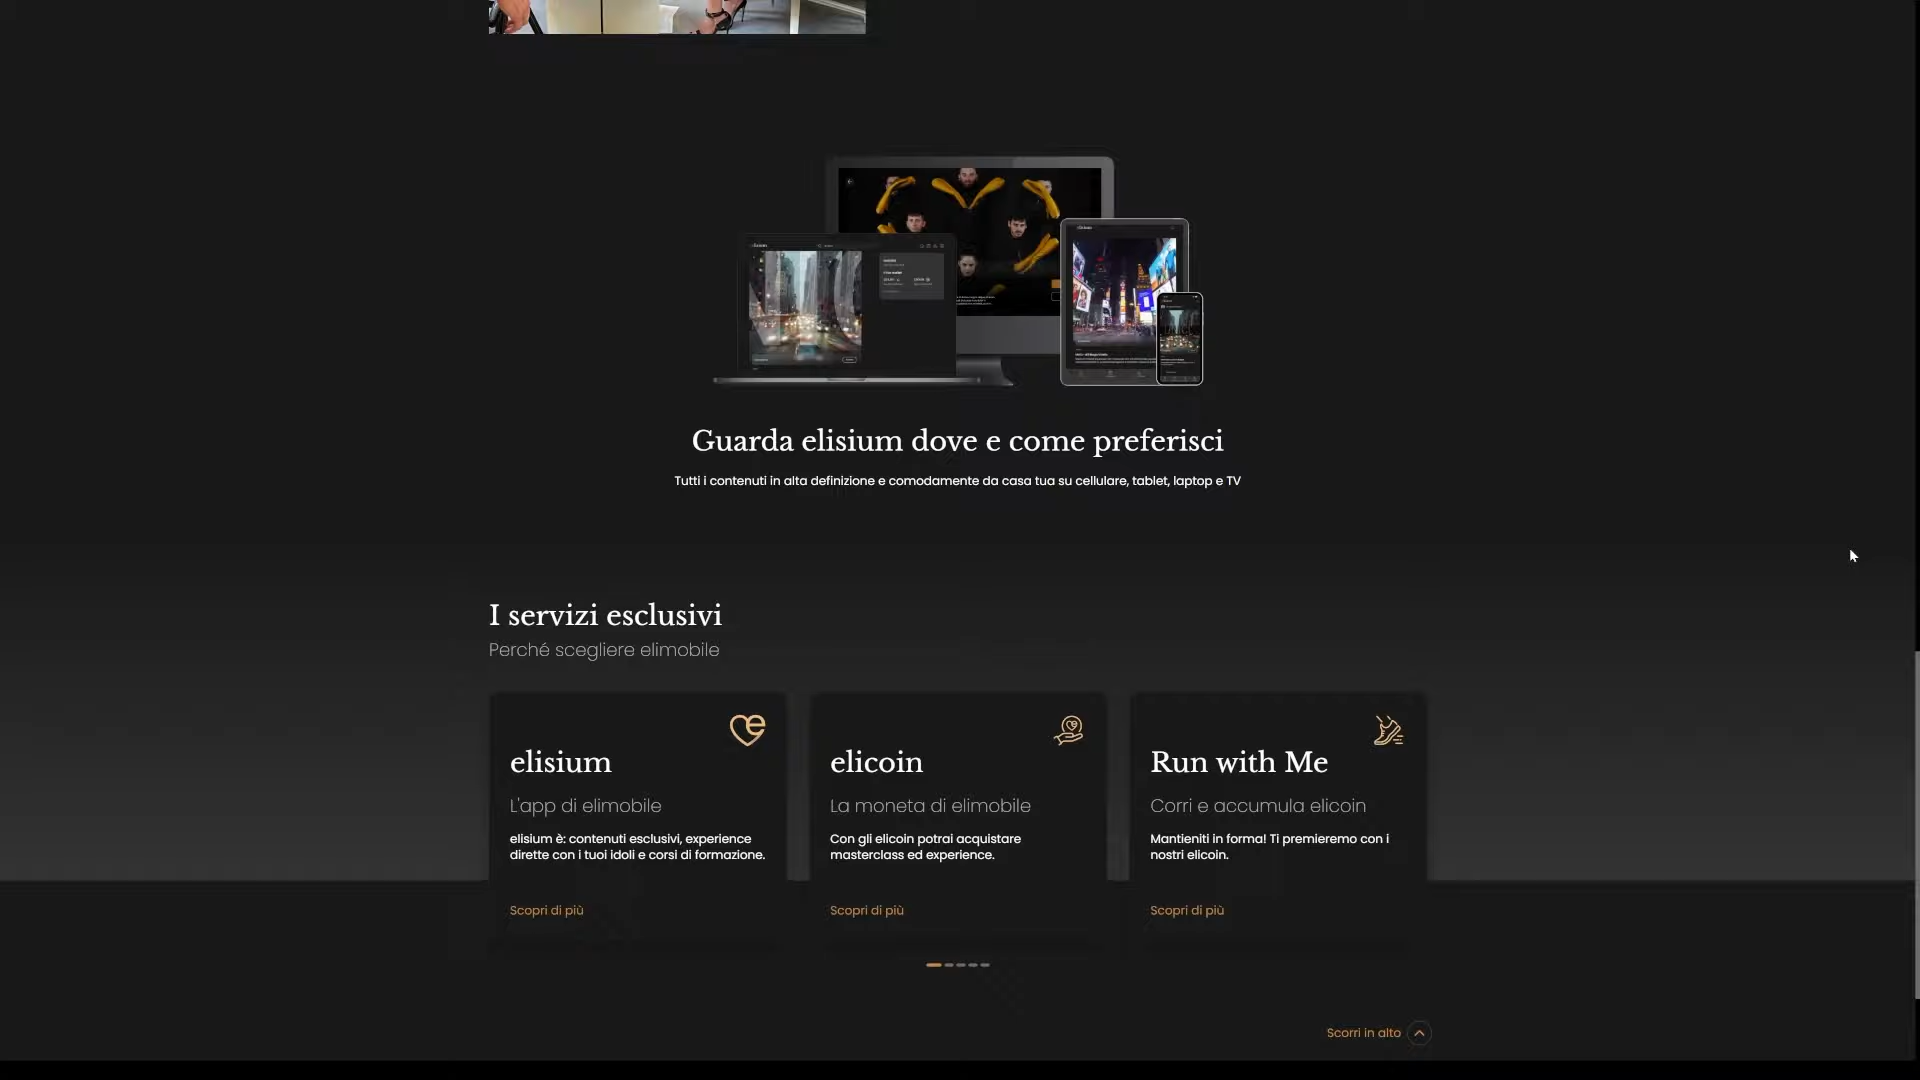 Guarda elisium dove e come preferisci
Tutti i contenuti in alta definizione e comodamente da casa tua su cellulare, tablet, laptop e TV
I servizi esclusivi
Perché scegliere elimobile
elisium
L'app di elimobile
elisium è: contenuti esclusivi, experience
dirette con i tuoi idoli e corsi di formazione.
Scopri di più
elicoin
La moneta di elimobile
Con gli elicoin potrai acquistare
masterclass ed experience.
Scopri di più
Run with Me
Corri e accumula elicoin
Mantieniti in forma! Ti premieremo con i
nostri elicoin.
Scopri di più
Scorri in alto